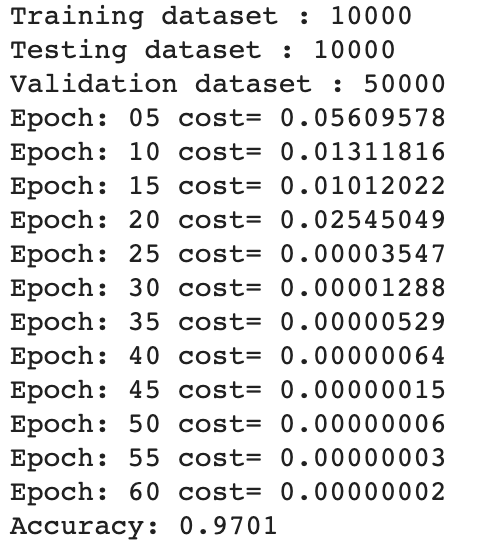 Training dataset : 10000
Testing dataset : 10000
Validation dataset : 50000
Epoch: 05 cost= 0.05609578
Epoch: 10 cost= 0.01311816
Epoch: 15 cost= 0.01012022
Epoch: 20 cost= 0.02545049
Epoch: 25 cost= 0.00003547
Epoch: 30 cost= 0.00001288
Epoch: 35 cost= 0.00000529
Epoch: 40 cost= 0.00000064
Epoch: 45 cost= 0.00000015
Epoch: 50 cost= 0.00000006
Epoch: 55 cost= 0.00000003
Epoch: 60 cost= 0.00000002
Accuracy: 0.9701